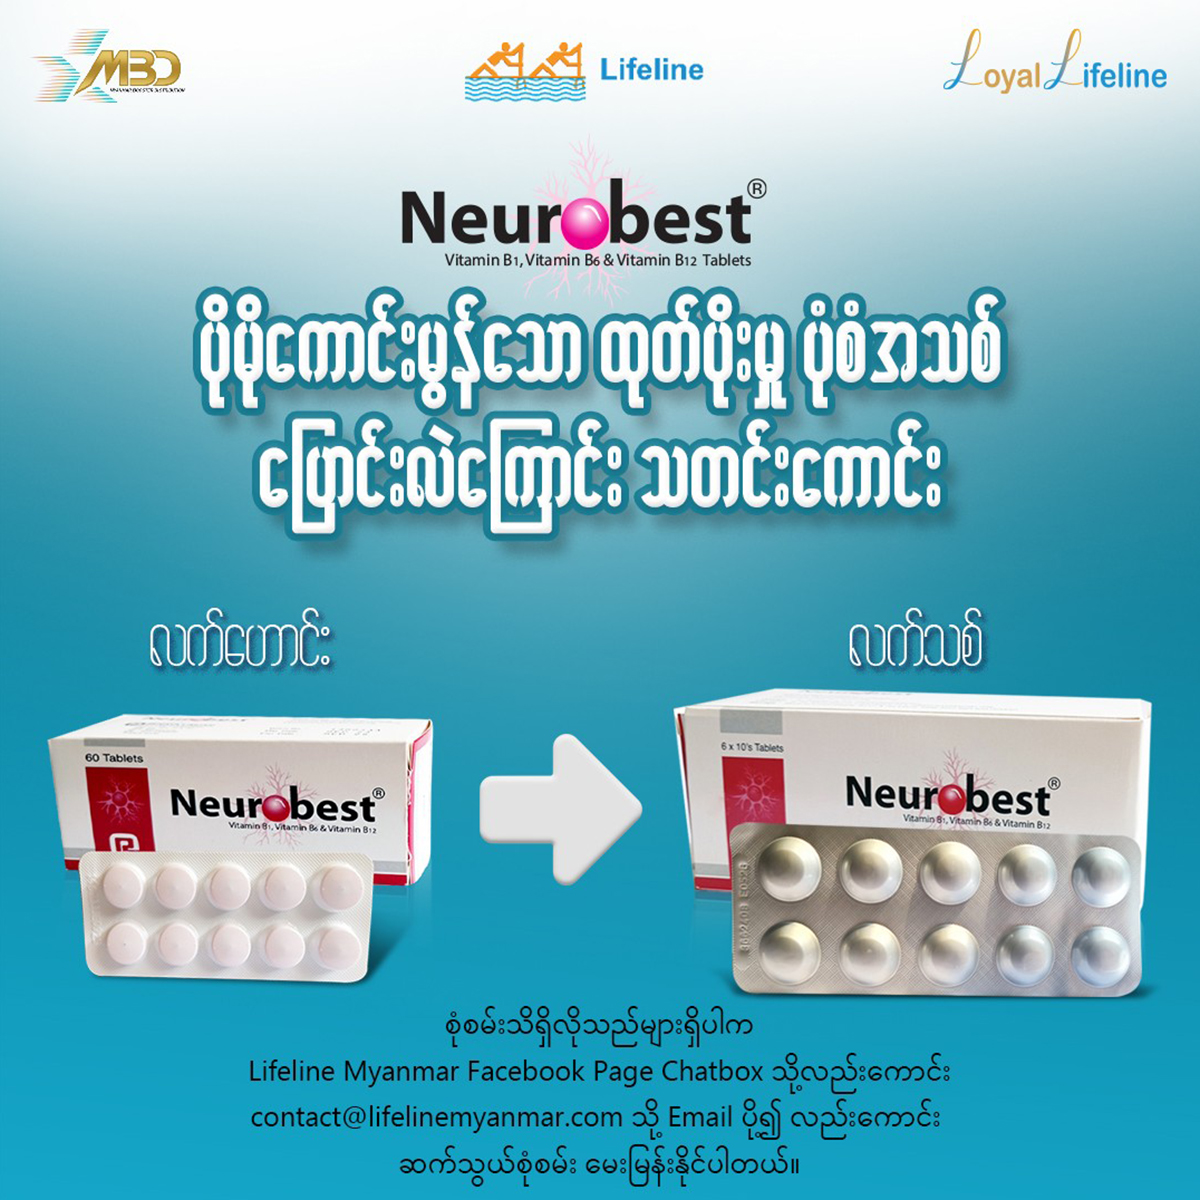 MBD
Lifeline
Loyal Lifeline
Neurobest®
Vitamin B1, Vitamin B6 & Vitamin B12 Tablets
ပိုမိုကောင်းမွန်သော ထုတ်ပိုးမှု ပုံစံအသစ်
ပြောင်းလဲကြောင်း သတင်းကောင်း
လက်ဟောင်း
လက်သစ်
60 Tablets
Neurobest®
Vitamin B1, Vitamin B6 & Vitamin B12
6 x 10's Tablets
Neurobest®
Vitamin B1, Vitamin B6 & Vitamin B12
စုံစမ်းသိရှိလိုသည်များရှိပါက
Lifeline Myanmar Facebook Page Chatbox သို့လည်းကောင်း
contact@lifelinemyanmar.com သို့ Email ပို့၍ လည်းကောင်း
ဆက်သွယ်စုံစမ်း မေးမြန်းနိုင်ပါတယ်။